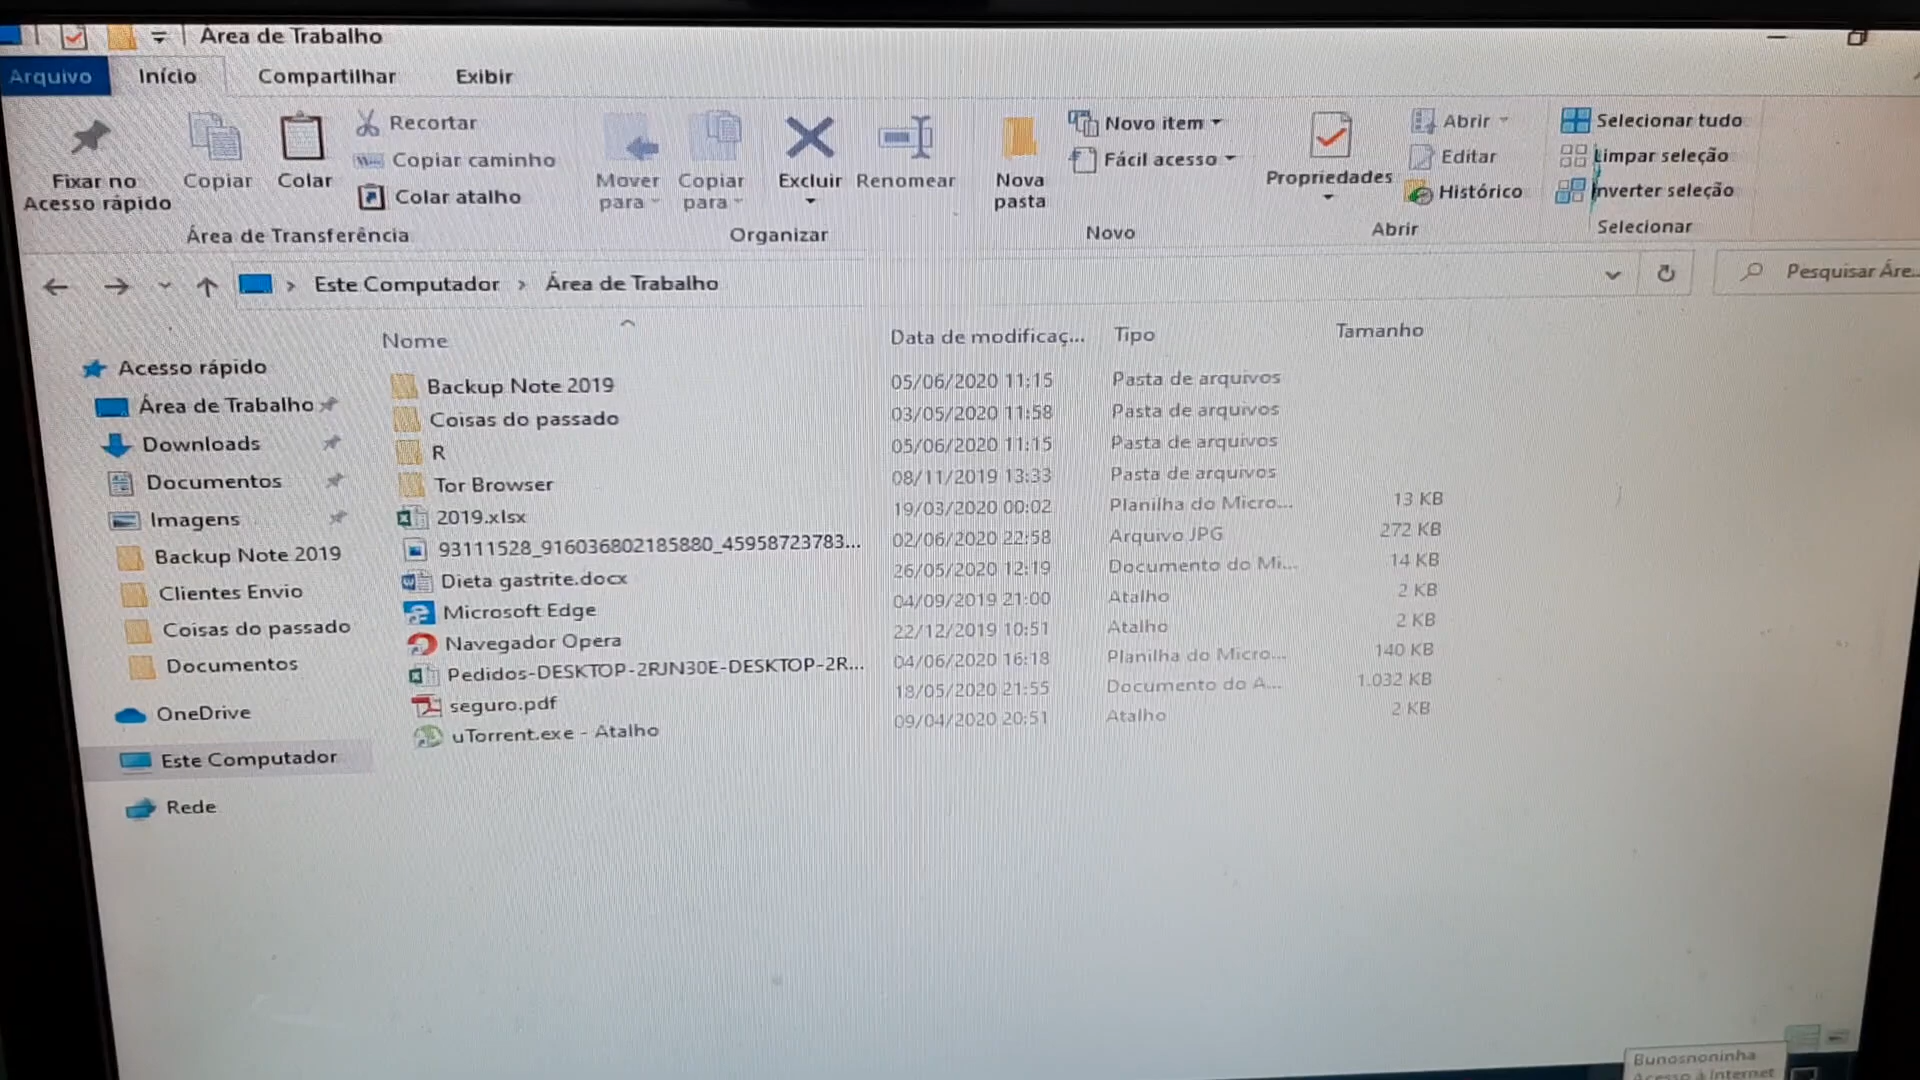 Área de Trabalho
Arquivo Início Compartilhar Exibir
Fixar no Acesso rápido
Copiar
Colar
Recortar
Copiar caminho
Colar atalho
Área de Transferência
Mover para
Copiar para
Excluir
Renomear
Organizar
Nova pasta
Novo item
Fácil acesso
Novo
Propriedades
Abrir
Editar
Histórico
Abrir
Selecionar tudo
Limpar seleção
Inverter seleção
Selecionar
Este Computador > Área de Trabalho
Pesquisar Áre...
Acesso rápido
Área de Trabalho
Downloads
Documentos
Imagens
Backup Note 2019
Clientes Envio
Coisas do passado
Documentos
OneDrive
Este Computador
Rede
Nome Data de modificaç... Tipo Tamanho
Backup Note 2019 05/06/2020 11:15 Pasta de arquivos
Coisas do passado 03/05/2020 11:58 Pasta de arquivos
R 05/06/2020 11:15 Pasta de arquivos
Tor Browser 08/11/2019 13:33 Pasta de arquivos
2019.xlsx 19/03/2020 00:02 Planilha do Micro... 13 KB
93111528_916036802185880_45958723783... 02/06/2020 22:58 Arquivo JPG 272 KB
Dieta gastrite.docx 26/05/2020 12:19 Documento do Mi... 14 KB
Microsoft Edge 04/09/2019 21:00 Atalho 2 KB
Navegador Opera 22/12/2019 10:51 Atalho 2 KB
Pedidos-DESKTOP-2RJN30E-DESKTOP-2R... 04/06/2020 16:18 Planilha do Micro... 140 KB
seguro.pdf 18/05/2020 21:55 Documento do A... 1.032 KB
uTorrent.exe - Atalho 09/04/2020 20:51 Atalho 2 KB
Bunosnoninha
Acesso à Internet